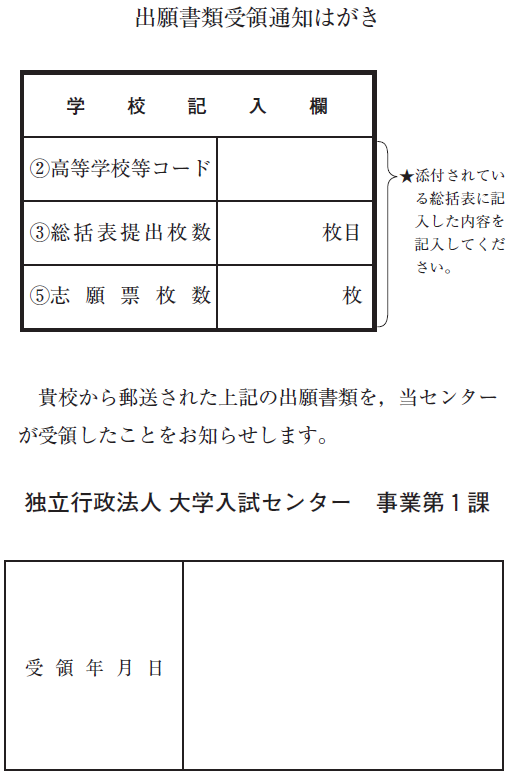 出願書類受領通知はがき
学校記入欄
②高等学校等コード
③総括表提出枚数 枚目
⑤志願票枚数 枚
★添付されてい
る総括表に記
入した内容を
記入してくだ
さい。
貴校から郵送された上記の出願書類を，当センター
が受領したことをお知らせします。
独立行政法人 大学入試センター　事業第１課
受領年月日